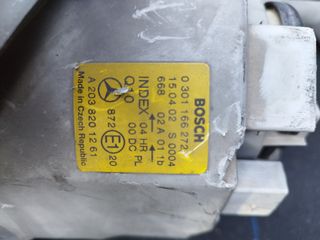 BOSCH
0 301 166 272
15.04.02 S 0004
668 02 A 01 1b
INDEX 04 HR PL
00 DC
872 E1 20
A 203 820 12 61
Made in Czech Republic